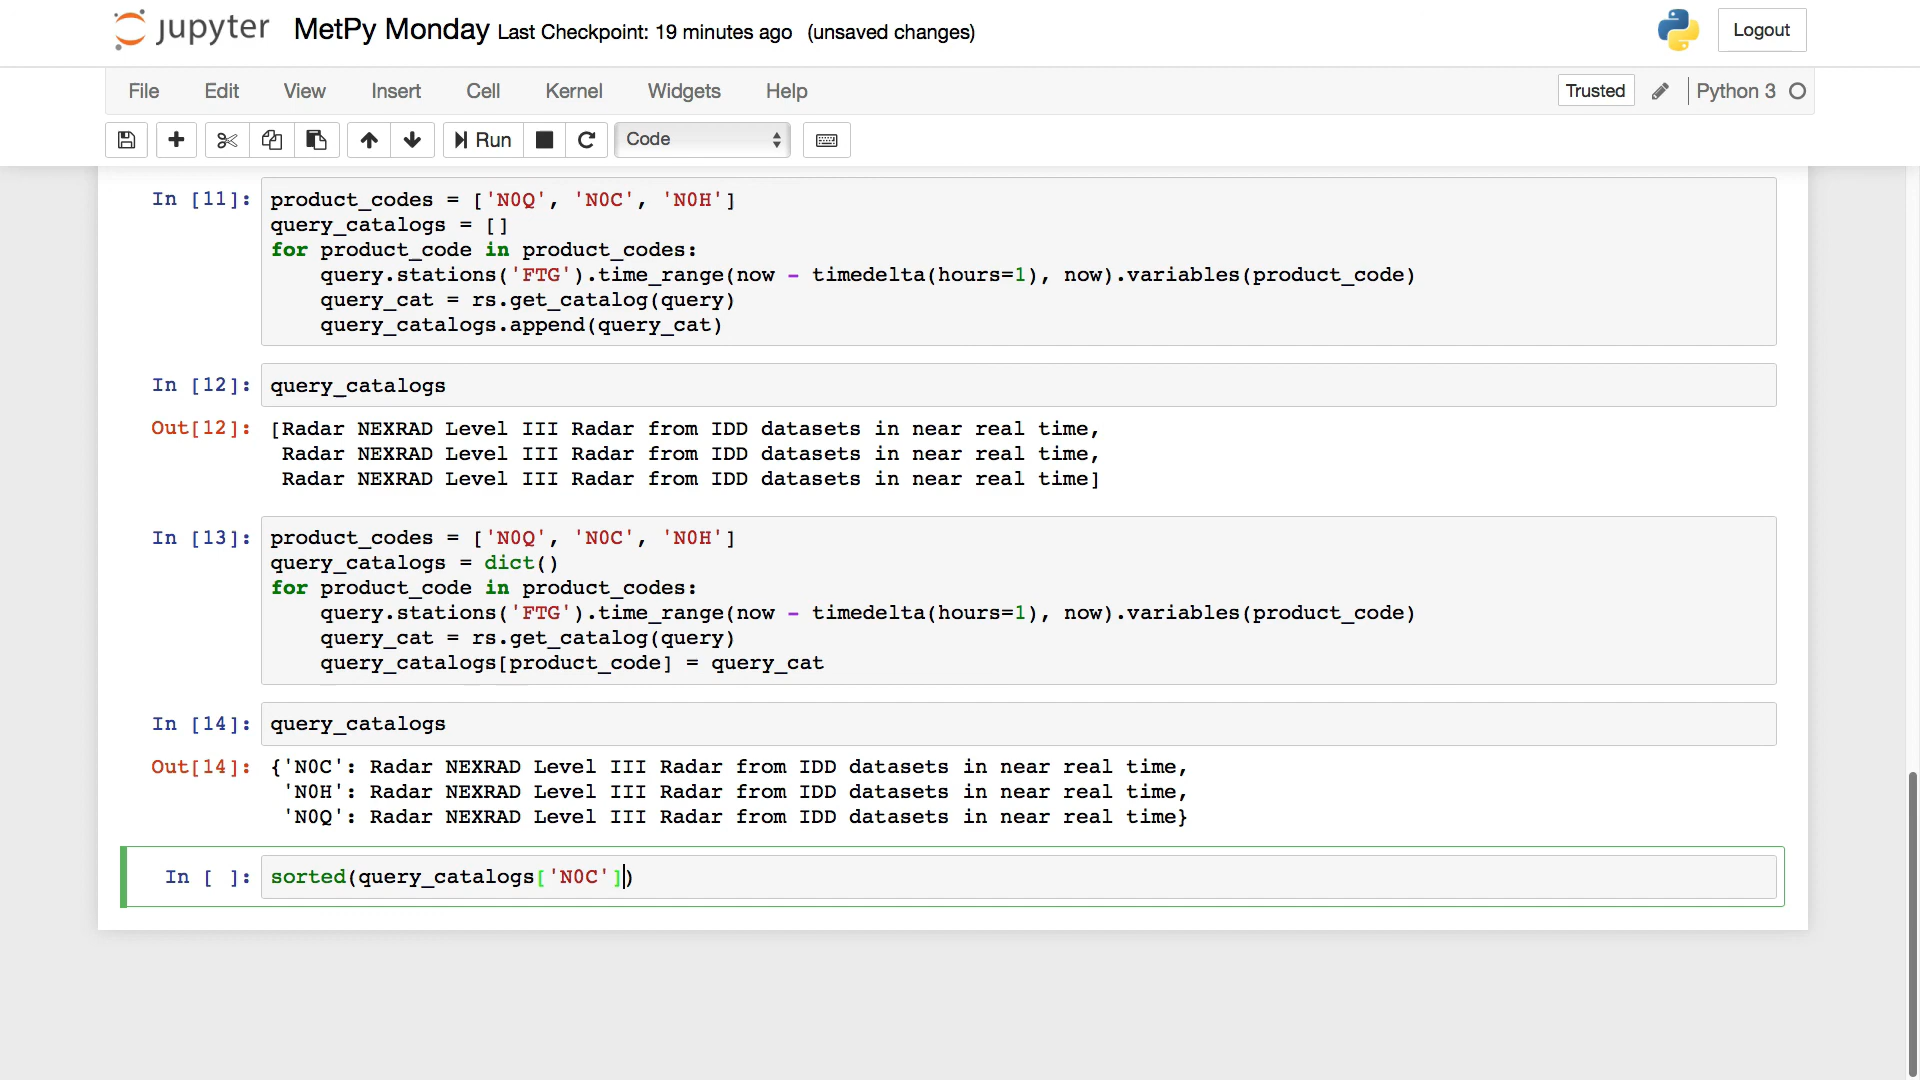 jupyter MetPy Monday Last Checkpoint: 19 minutes ago (unsaved changes) Logout
File Edit View Insert Cell Kernel Widgets Help Trusted Python 3
Run Code
In [11]: product_codes = ['N0Q', 'N0C', 'N0H']
query_catalogs = []
for product_code in product_codes:
    query.stations('FTG').time_range(now - timedelta(hours=1), now).variables(product_code)
    query_cat = rs.get_catalog(query)
    query_catalogs.append(query_cat)
In [12]: query_catalogs
Out[12]: [Radar NEXRAD Level III Radar from IDD datasets in near real time,
 Radar NEXRAD Level III Radar from IDD datasets in near real time,
 Radar NEXRAD Level III Radar from IDD datasets in near real time]
In [13]: product_codes = ['N0Q', 'N0C', 'N0H']
query_catalogs = dict()
for product_code in product_codes:
    query.stations('FTG').time_range(now - timedelta(hours=1), now).variables(product_code)
    query_cat = rs.get_catalog(query)
    query_catalogs[product_code] = query_cat
In [14]: query_catalogs
Out[14]: {'N0C': Radar NEXRAD Level III Radar from IDD datasets in near real time,
 'N0H': Radar NEXRAD Level III Radar from IDD datasets in near real time,
 'N0Q': Radar NEXRAD Level III Radar from IDD datasets in near real time}
In [ ]: sorted(query_catalogs['N0C'])